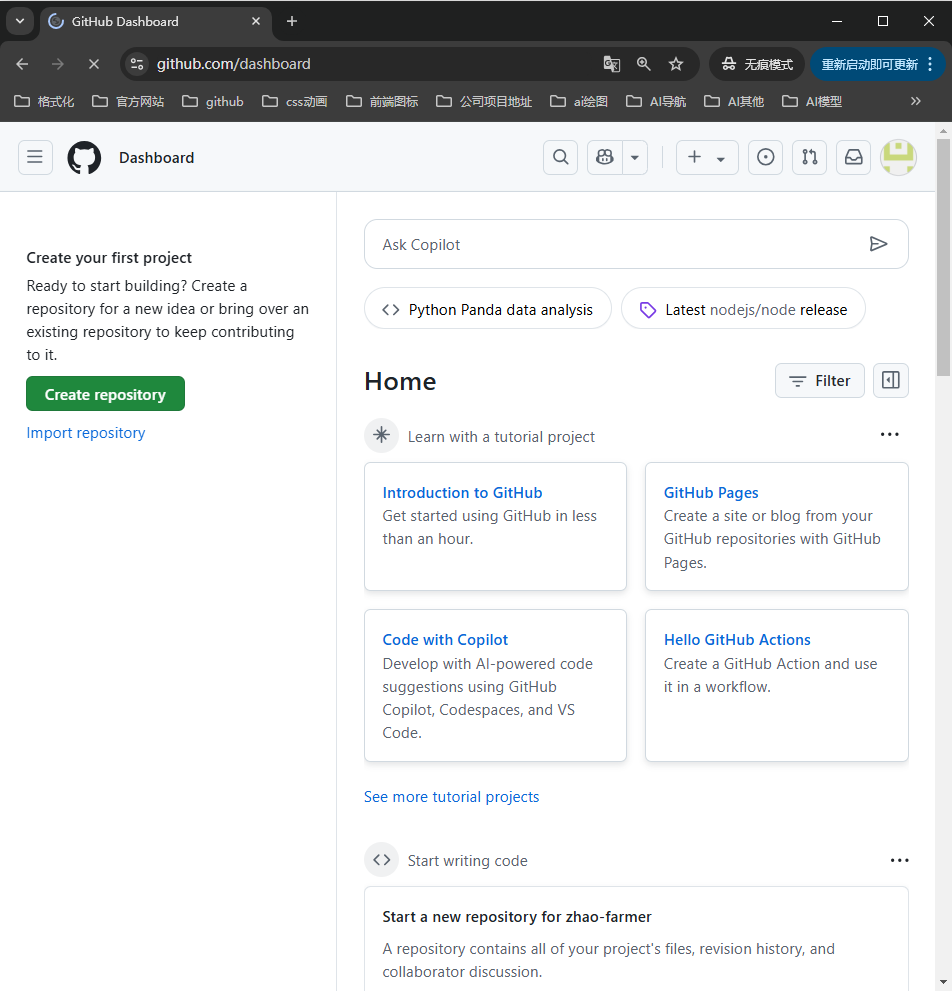 GitHub Dashboard
github.com/dashboard
无痕模式
重新启动即可更新
格式化
官方网站
github
css动画
前端图标
公司项目地址
ai绘图
AI导航
AI其他
AI模型
Dashboard
Create your first project
Ready to start building? Create a
repository for a new idea or bring over an
existing repository to keep contributing
to it.
Create repository
Import repository
Ask Copilot
Python Panda data analysis
Latest nodejs/node release
Home
Filter
Learn with a tutorial project
Introduction to GitHub
Get started using GitHub in less
than an hour.
GitHub Pages
Create a site or blog from your
GitHub repositories with GitHub
Pages.
Code with Copilot
Develop with AI-powered code
suggestions using GitHub
Copilot, Codespaces, and VS
Code.
Hello GitHub Actions
Create a GitHub Action and use
it in a workflow.
See more tutorial projects
Start writing code
Start a new repository for zhao-farmer
A repository contains all of your project's files, revision history, and
collaborator discussion.